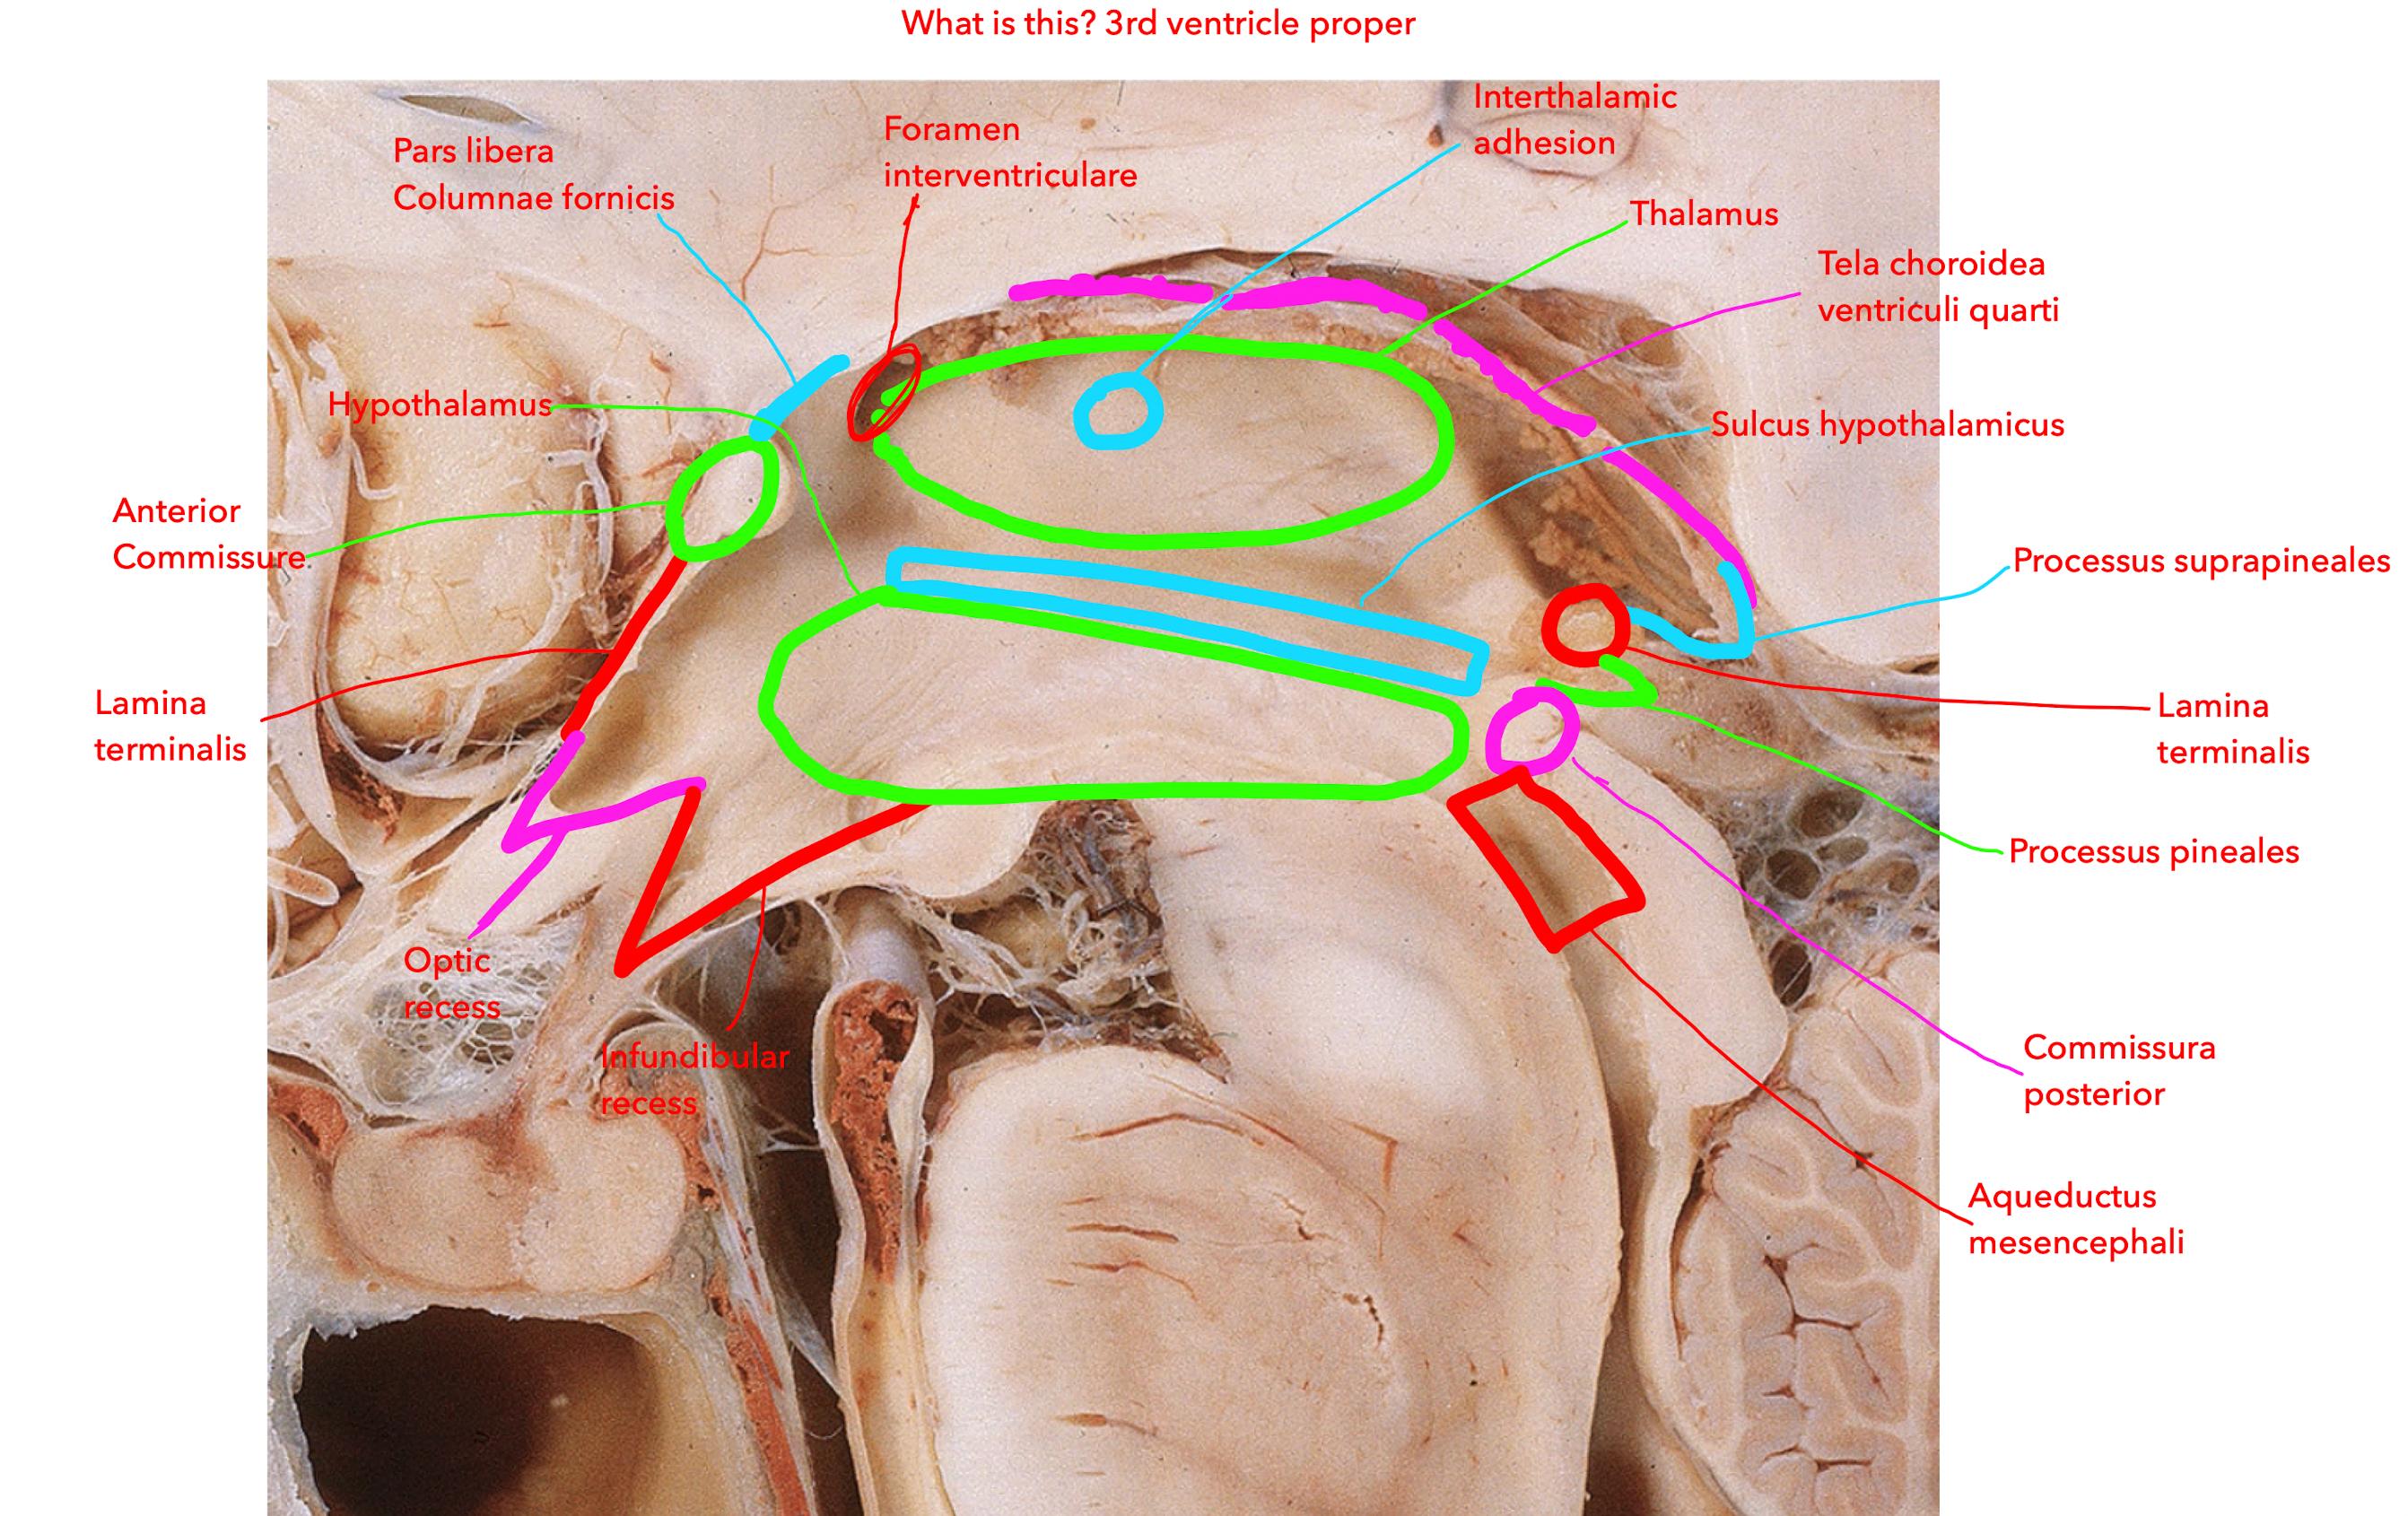 What is this? 3rd ventricle proper
Interthalamic
adhesion
Foramen
interventriculare
Pars libera
Columnae fornicis
Thalamus
Tela choroidea
ventriculi quarti
Hypothalamus
Sulcus hypothalamicus
Anterior
Commissure
Processus suprapineales
Lamina
terminalis
Lamina
terminalis
Processus pineales
Optic
recess
Infundibular
recess
Commissura
posterior
Aqueductus
mesencephali